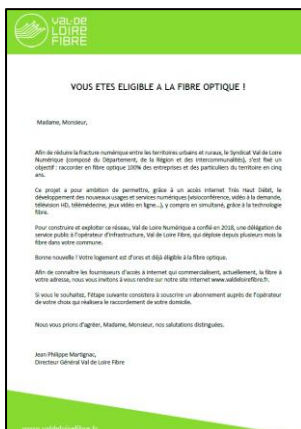 VAL-DE
LOIRE
FIBRE
VOUS ETES ELIGIBLE A LA FIBRE OPTIQUE !
Madame, Monsieur,
Afin de réduire la fracture numérique entre les territoires urbains et ruraux, le Syndicat Val de Loire
Numérique (composé du Département, de la Région et des Intercommunalités), s'est fixé un
objectif : raccorder en fibre optique 100% des entreprises et des particuliers du territoire en cinq
ans.
Ce projet a pour ambition de permettre, grâce à un accès internet Très Haut Débit, le
développement des nouveaux usages et services numériques (visioconférence, vidéo à la demande,
télévision HD, télémédecine, jeux vidéo en ligne...), y compris en simultané, grâce à la technologie
fibre.
Pour construire et exploiter ce réseau, Val de Loire Numérique a confié en 2018, une délégation de
service public à l'opérateur d'infrastructure, Val de Loire Fibre, qui déploie depuis plusieurs mois la
fibre dans votre commune.
Bonne nouvelle ! Votre logement est d'ores et déjà éligible à la fibre optique.
Afin de connaître les fournisseurs d'accès à internet qui commercialisent, actuellement, la fibre à
votre adresse, nous vous invitons à vous rendre sur notre site internet www.valdeloirefibre.fr.
Si vous le souhaitez, l'étape suivante consistera à souscrire un abonnement auprès de l'opérateur
de votre choix qui réalisera le raccordement de votre domicile.
Nous vous prions d'agréer, Madame, Monsieur, nos salutations distinguées.
Jean Philippe Martignac,
Directeur Général Val de Loire Fibre
www.valdeloirefibre.fr